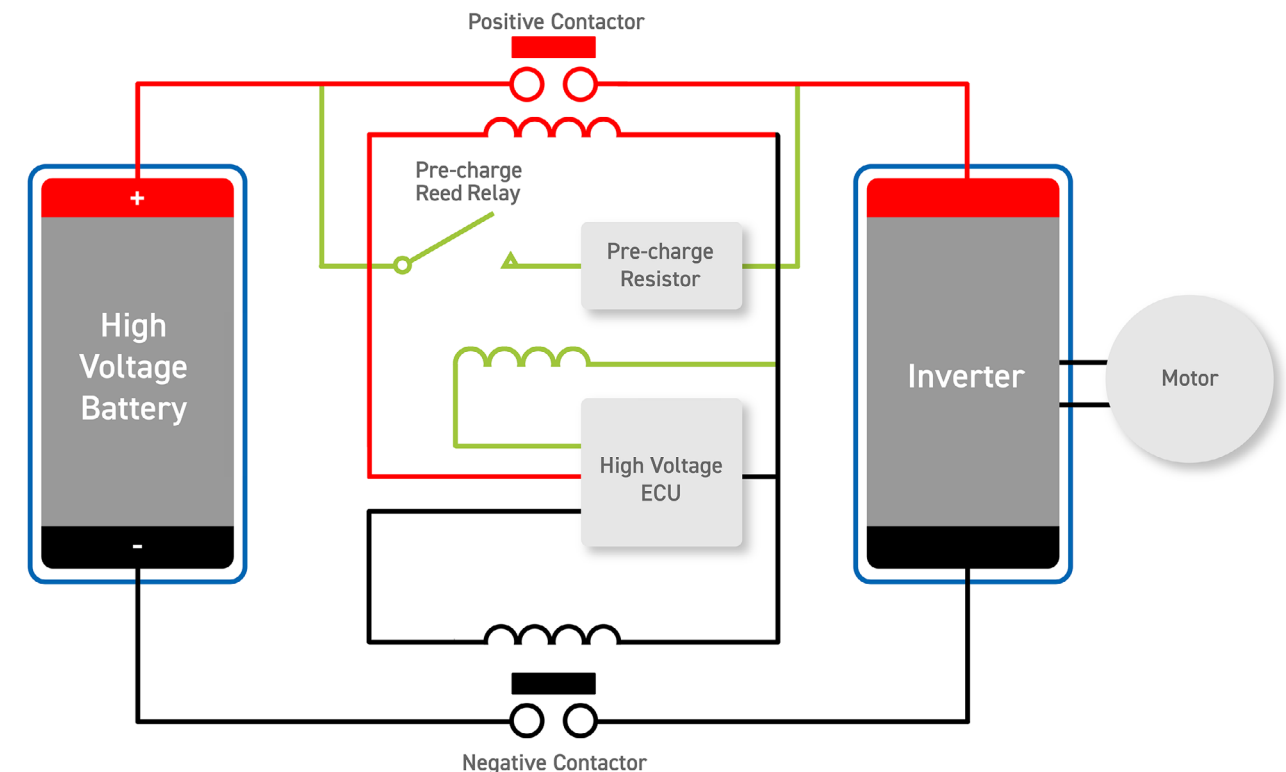 Positive Contactor
Pre-charge
Reed Relay
+
Pre-charge
Resistor
High
Voltage
Battery
Inverter
Motor
High Voltage
ECU
-
Negative Contactor